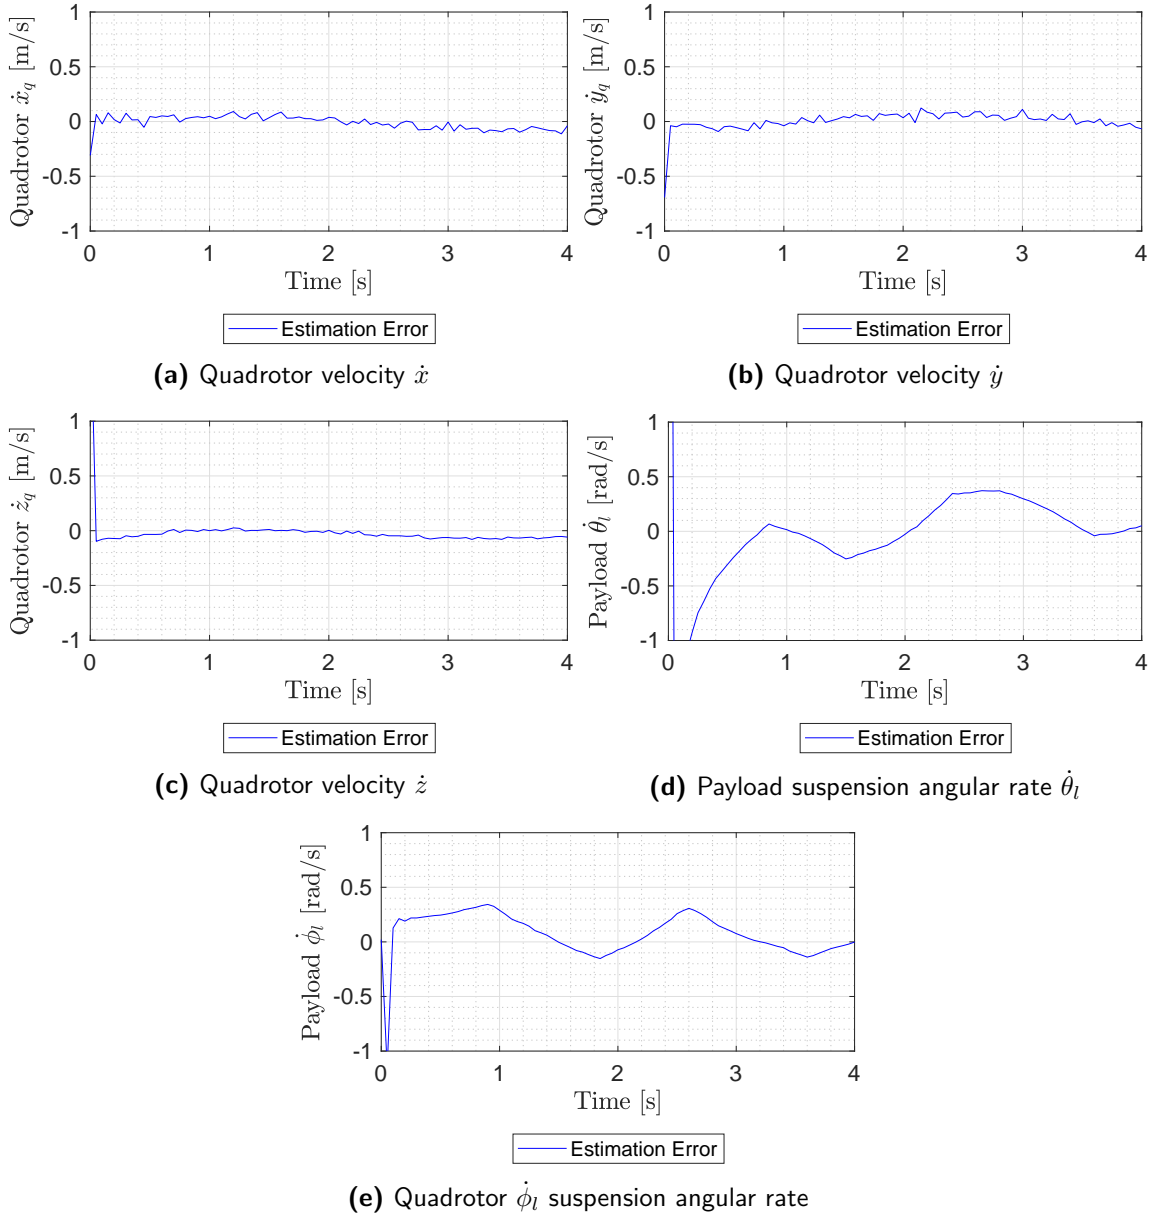 1
0.5
0
-0.5
-1
0 1 2 3 4
Quadrotor ẋ_q [m/s]
Time [s]
Estimation Error
(a) Quadrotor velocity ẋ
1
0.5
0
-0.5
-1
0 1 2 3 4
Quadrotor ẏ_q [m/s]
Time [s]
Estimation Error
(b) Quadrotor velocity ẏ
1
0.5
0
-0.5
-1
0 1 2 3 4
Quadrotor ż_q [m/s]
Time [s]
Estimation Error
(c) Quadrotor velocity ż
1
0.5
0
-0.5
-1
0 1 2 3 4
Payload θ̇_l [rad/s]
Time [s]
Estimation Error
(d) Payload suspension angular rate θ̇_l
1
0.5
0
-0.5
-1
0 1 2 3 4
Payload ϕ̇_l [rad/s]
Time [s]
Estimation Error
(e) Quadrotor ϕ̇_l suspension angular rate